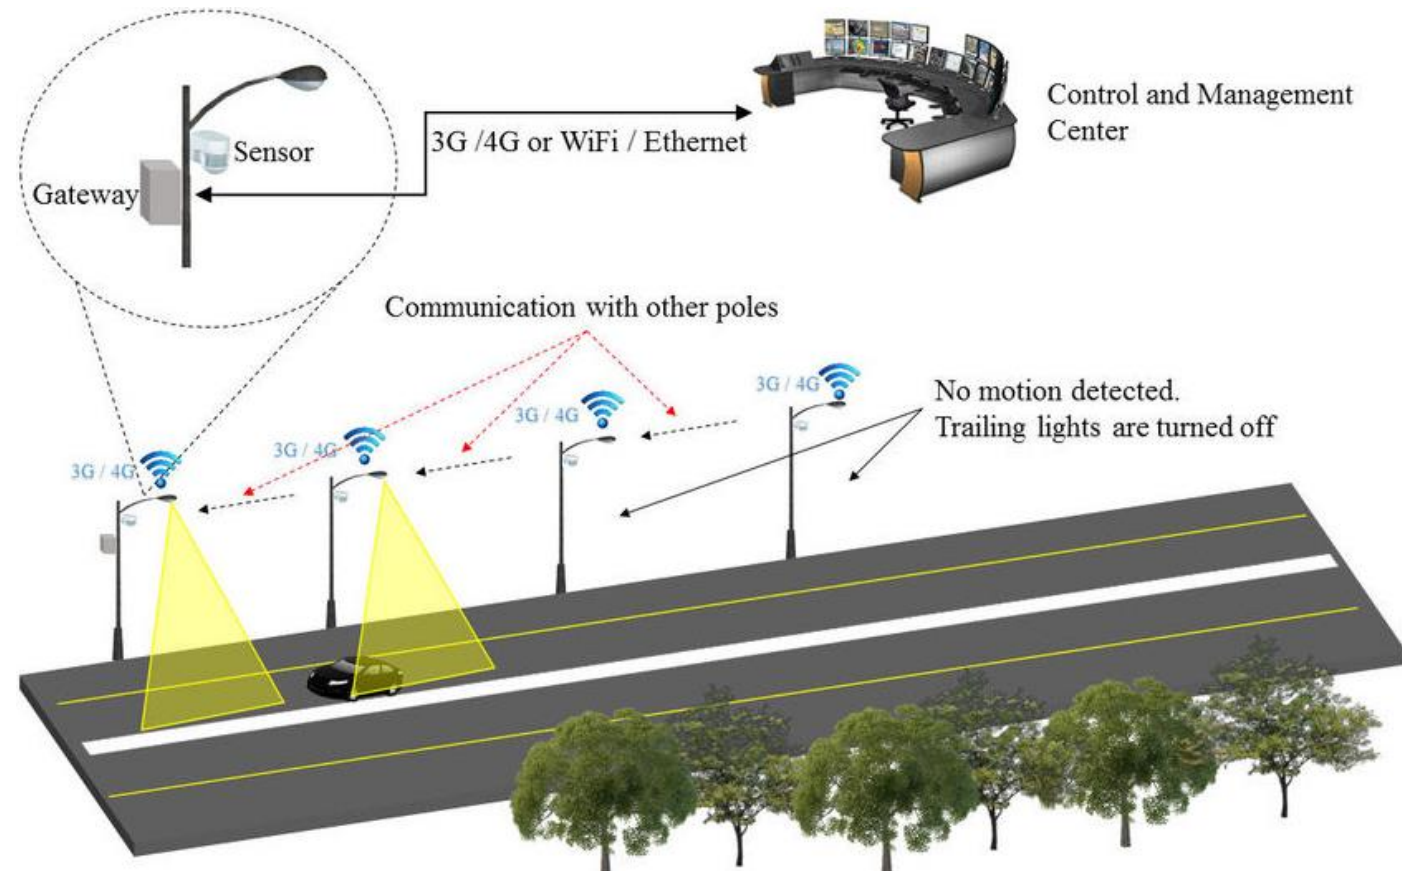 Sensor
Gateway
3G /4G or WiFi / Ethernet
Control and Management
Center
Communication with other poles
3G / 4G
3G / 4G
3G / 4G
3G / 4G
No motion detected.
Trailing lights are turned off